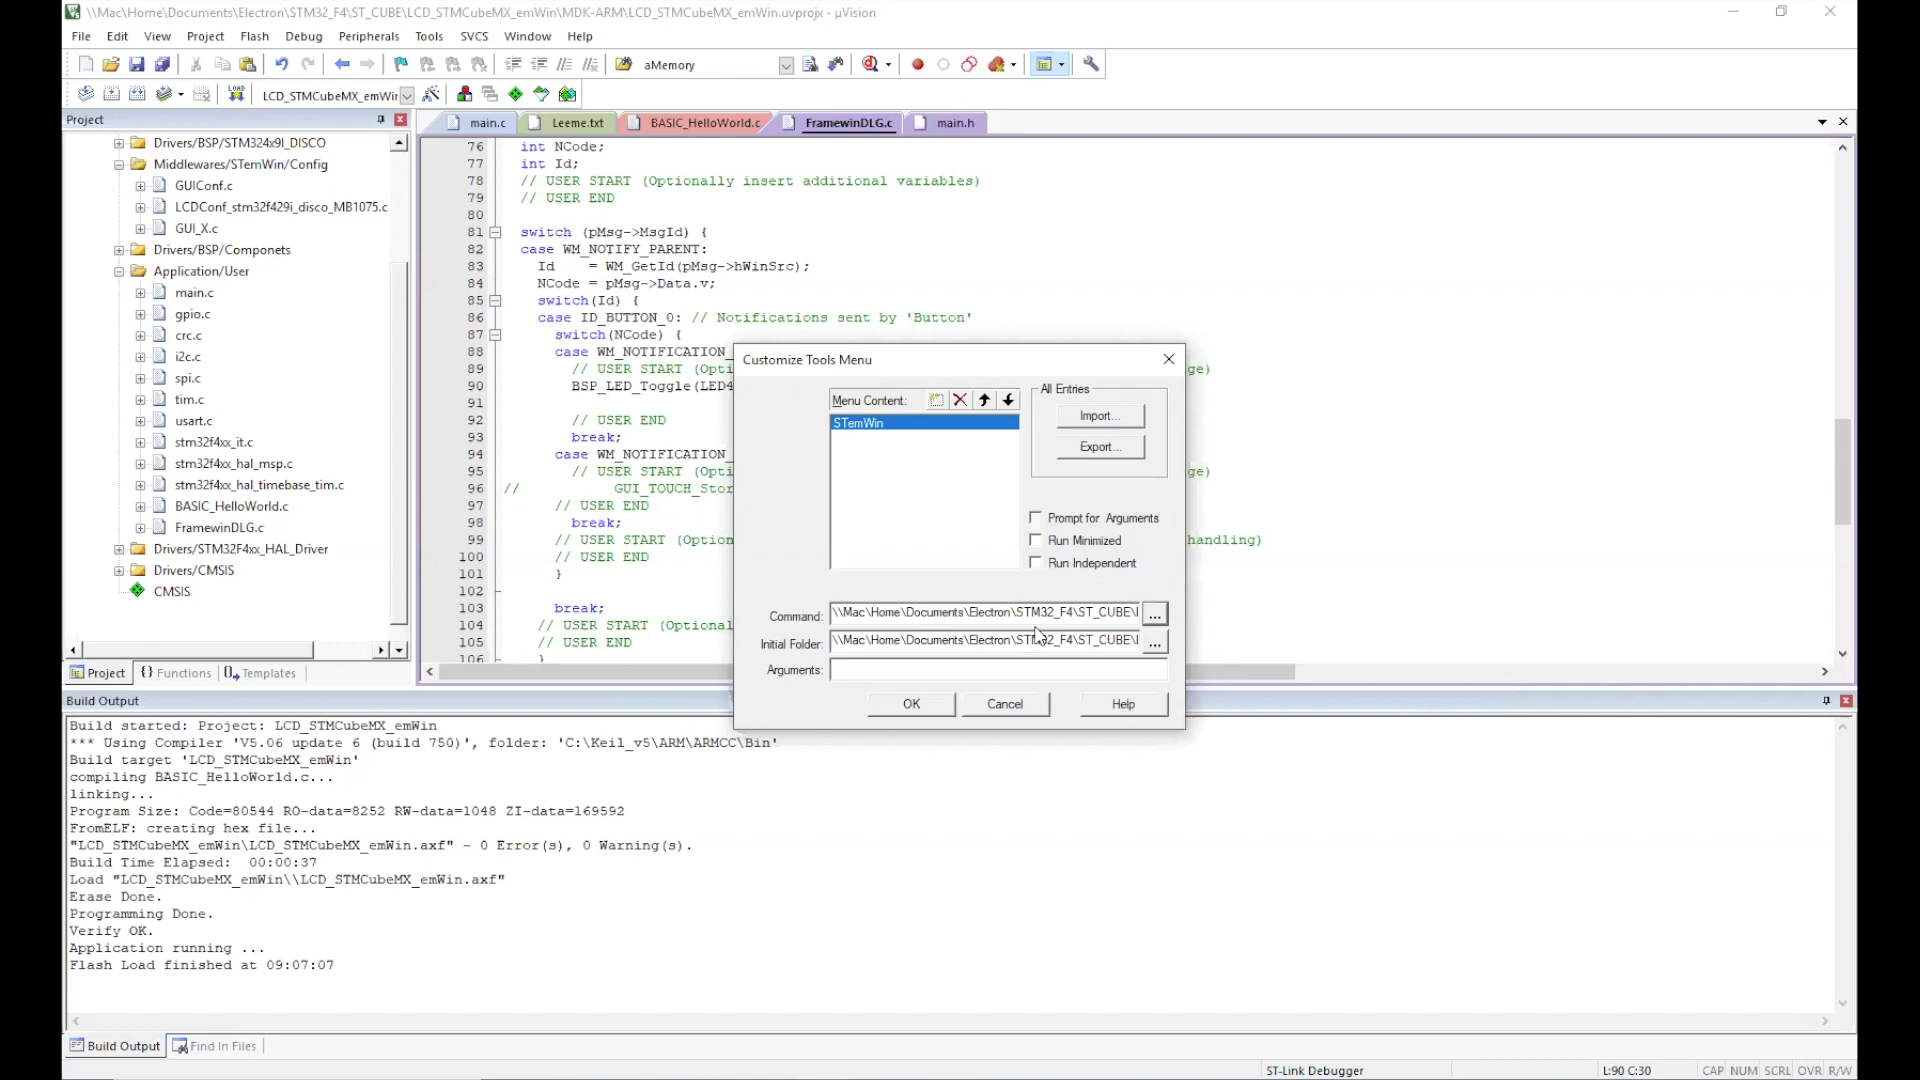 \\Mac\Home\Documents\Electron\STM32_F4\ST_CUBE\LCD_STMCubeMX_emWin\MDK-ARM\LCD_STMCubeMX_emWin.uvprojx - µVision
File Edit View Project Flash Debug Peripherals Tools SVCS Window Help
aMemory
LOAD LCD_STMCubeMX_emWir
Project
Drivers/BSP/STM324x9I_DISCO
Middlewares/STemWin/Config
GUIConf.c
LCDConf_stm32f429i_disco_MB1075.c
GUI_X.c
Drivers/BSP/Componets
Application/User
main.c
gpio.c
crc.c
i2c.c
spi.c
tim.c
usart.c
stm32f4xx_it.c
stm32f4xx_hal_msp.c
stm32f4xx_hal_timebase_tim.c
BASIC_HelloWorld.c
FramewinDLG.c
Drivers/STM32F4xx_HAL_Driver
Drivers/CMSIS
CMSIS
Project {} Functions 0 Templates
main.c Leeme.txt BASIC_HelloWorld.c FramewinDLG.c main.h
76 int NCode;
77 int Id;
78 // USER START (Optionally insert additional variables)
79 // USER END
80
81 switch (pMsg->MsgId) {
82 case WM_NOTIFY_PARENT:
83 Id = WM_GetId(pMsg->hWinSrc);
84 NCode = pMsg->Data.v;
85 switch(Id) {
86 case ID_BUTTON_0: // Notifications sent by 'Button'
87 switch(NCode) {
88 case WM_NOTIFICATION_
89 // USER START (Opti ge)
90 BSP_LED_Toggle(LED4
91
92 // USER END
93 break;
94 case WM_NOTIFICATION_
95 // USER START (Opti ge)
96 // GUI_TOUCH_Stor
97 // USER END
98 break;
99 // USER START (Option handling)
100 // USER END
101 }
102
103 break;
104 // USER START (Optional
105 // USER END
106 }
Customize Tools Menu
Menu Content:
STemWin
All Entries
Import...
Export...
Prompt for Arguments
Run Minimized
Run Independent
Command: \\Mac\Home\Documents\Electron\STM32_F4\ST_CUBE\I ...
Initial Folder: \\Mac\Home\Documents\Electron\STM32_F4\ST_CUBE\I ...
Arguments:
OK Cancel Help
Build Output
Build started: Project: LCD_STMCubeMX_emWin
*** Using Compiler 'V5.06 update 6 (build 750)', folder: 'C:\Keil_v5\ARM\ARMCC\Bin'
Build target 'LCD_STMCubeMX_emWin'
compiling BASIC_HelloWorld.c...
linking...
Program Size: Code=80544 RO-data=8252 RW-data=1048 ZI-data=169592
FromELF: creating hex file...
"LCD_STMCubeMX_emWin\LCD_STMCubeMX_emWin.axf" - 0 Error(s), 0 Warning(s).
Build Time Elapsed: 00:00:37
Load "LCD_STMCubeMX_emWin\\LCD_STMCubeMX_emWin.axf"
Erase Done.
Programming Done.
Verify OK.
Application running ...
Flash Load finished at 09:07:07
Build Output Find In Files
ST-Link Debugger L:90 C:30 CAP NUM SCRL OVR R/W